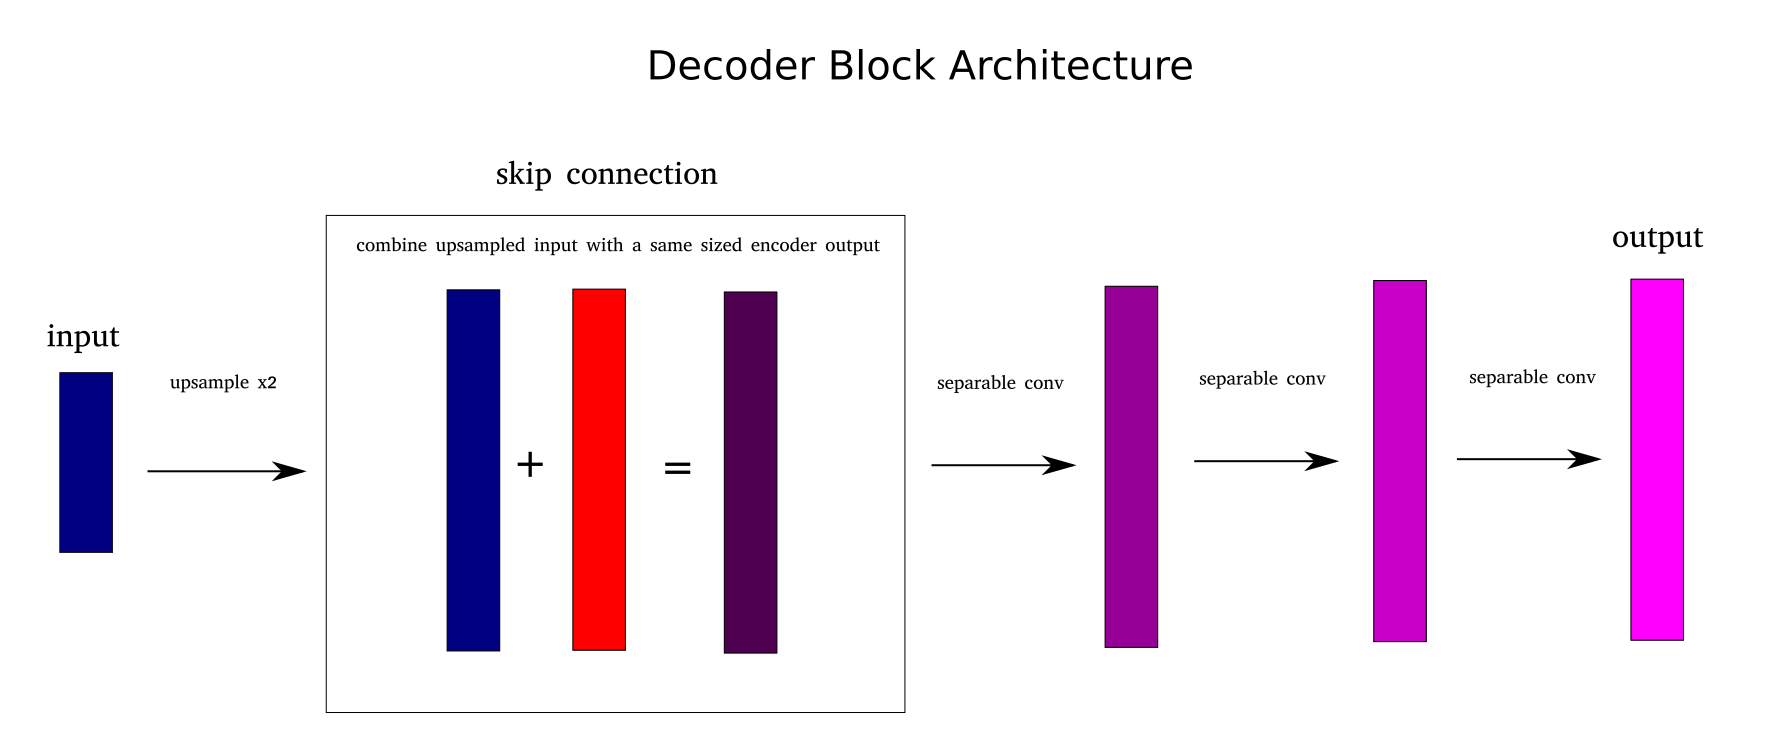 Decoder Block Architecture
skip connection
combine upsampled input with a same sized encoder output
input
upsample x2
+
=
separable conv
separable conv
separable conv
output